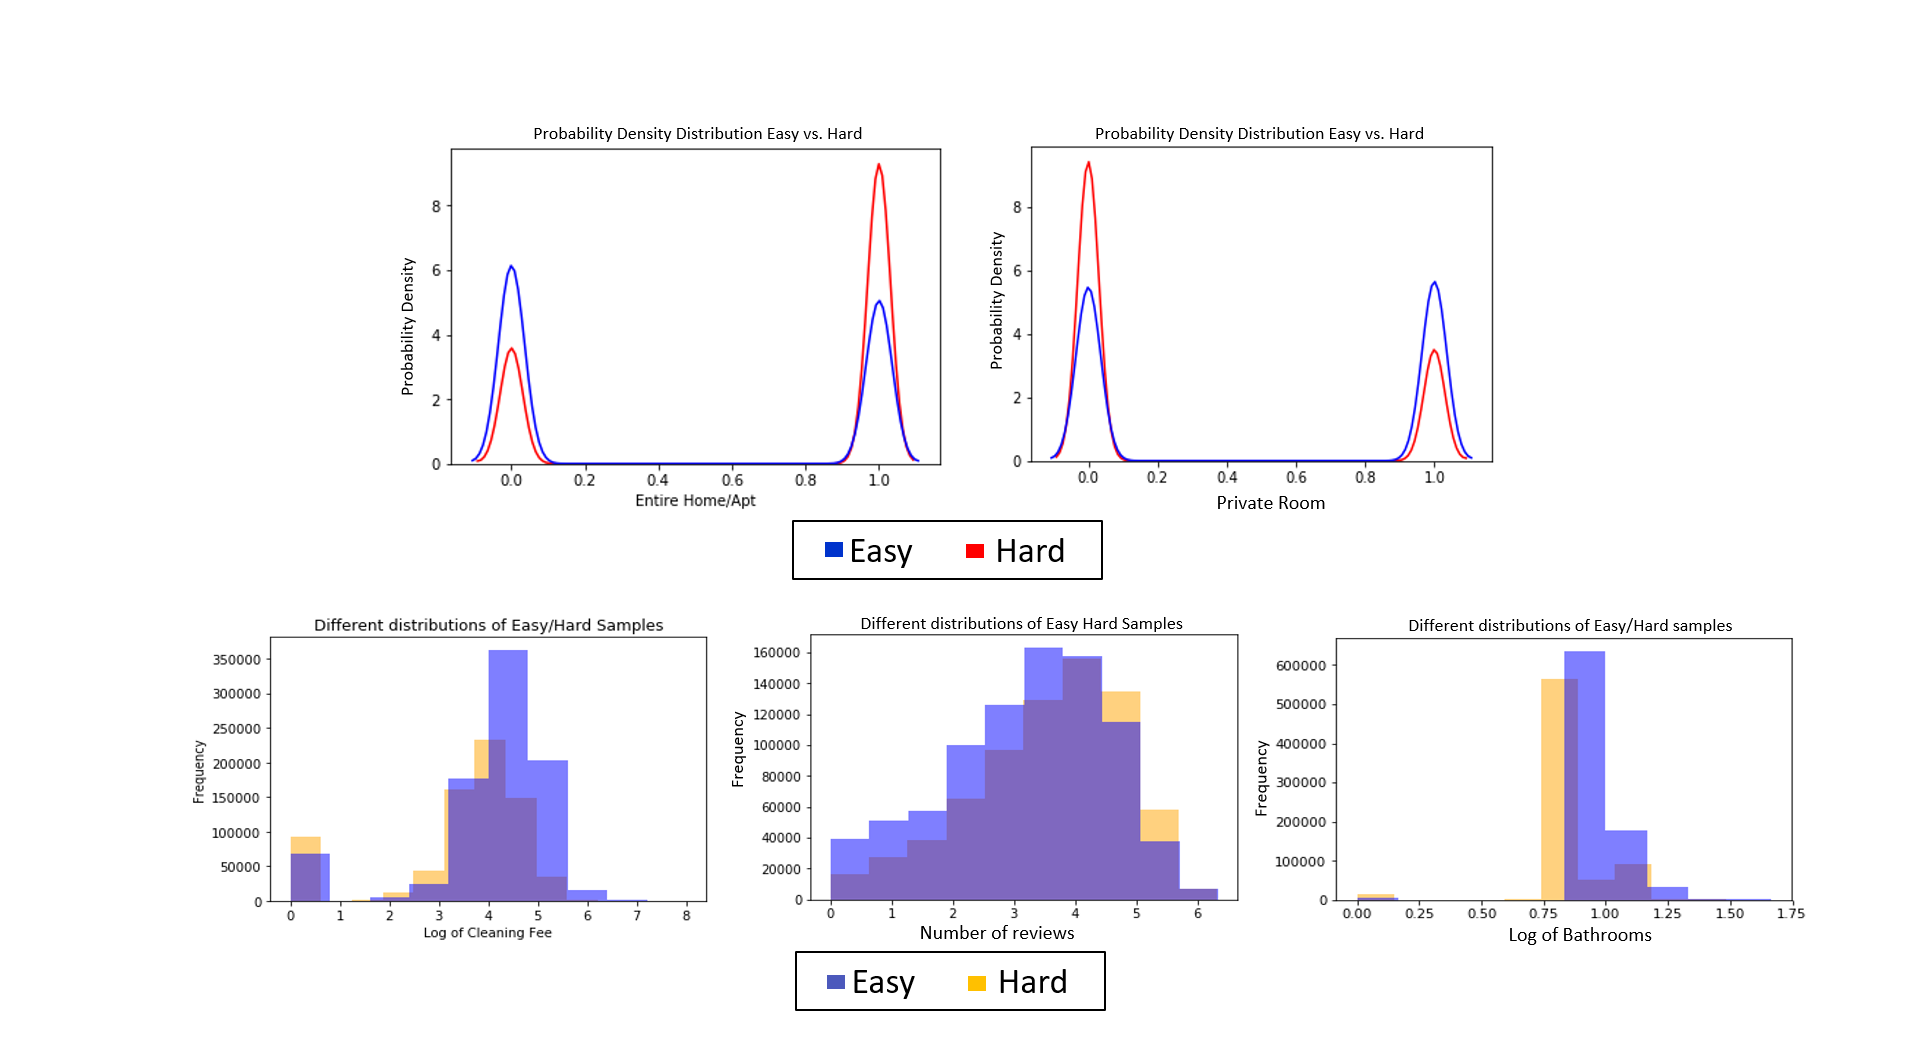 Probability Density Distribution Easy vs. Hard
Probability Density
8
6
4
2
0
0.0 0.2 0.4 0.6 0.8 1.0
Entire Home/Apt
Probability Density Distribution Easy vs. Hard
Probability Density
8
6
4
2
0
0.0 0.2 0.4 0.6 0.8 1.0
Private Room
Easy Hard
Different distributions of Easy/Hard Samples
Frequency
350000
300000
250000
200000
150000
100000
50000
0
0 1 2 3 4 5 6 7 8
Log of Cleaning Fee
Different distributions of Easy Hard Samples
Frequency
160000
140000
120000
100000
80000
60000
40000
20000
0
0 1 2 3 4 5 6
Number of reviews
Different distributions of Easy/Hard samples
Frequency
600000
500000
400000
300000
200000
100000
0
0.00 0.25 0.50 0.75 1.00 1.25 1.50 1.75
Log of Bathrooms
Easy Hard